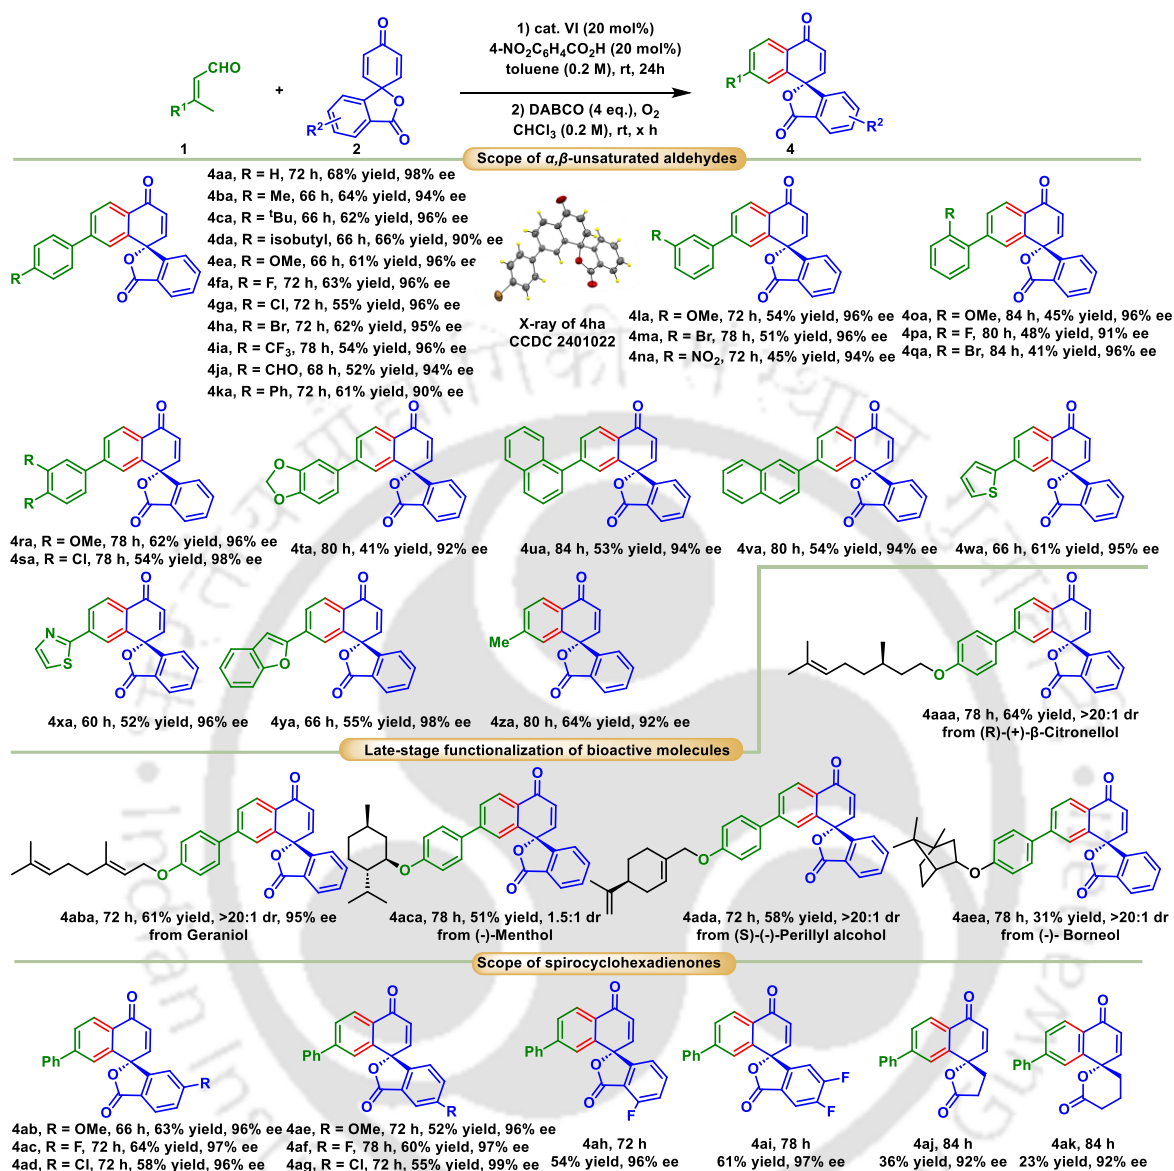 1) cat. VI (20 mol%)
4-NO2C6H4CO2H (20 mol%)
toluene (0.2 M), rt, 24h
2) DABCO (4 eq.), O2
CHCl3 (0.2 M), rt, x h
CHO
R1
1
+
O
O
O
R2
2
O
R1
O
O
R2
4
Scope of α,β-unsaturated aldehydes
4aa, R = H, 72 h, 68% yield, 98% ee
4ba, R = Me, 66 h, 64% yield, 94% ee
4ca, R = tBu, 66 h, 62% yield, 96% ee
4da, R = isobutyl, 66 h, 66% yield, 90% ee
4ea, R = OMe, 66 h, 61% yield, 96% ee
4fa, R = F, 72 h, 63% yield, 96% ee
4ga, R = Cl, 72 h, 55% yield, 96% ee
4ha, R = Br, 72 h, 62% yield, 95% ee
4ia, R = CF3, 78 h, 54% yield, 96% ee
4ja, R = CHO, 68 h, 52% yield, 94% ee
4ka, R = Ph, 72 h, 61% yield, 90% ee
X-ray of 4ha
CCDC 2401022
4la, R = OMe, 72 h, 54% yield, 96% ee
4ma, R = Br, 78 h, 51% yield, 96% ee
4na, R = NO2, 72 h, 45% yield, 94% ee
4oa, R = OMe, 84 h, 45% yield, 96% ee
4pa, R = F, 80 h, 48% yield, 91% ee
4qa, R = Br, 84 h, 41% yield, 96% ee
4ra, R = OMe, 78 h, 62% yield, 96% ee
4sa, R = Cl, 78 h, 54% yield, 98% ee
4ta, 80 h, 41% yield, 92% ee
4ua, 84 h, 53% yield, 94% ee
4va, 80 h, 54% yield, 94% ee
4wa, 66 h, 61% yield, 95% ee
4xa, 60 h, 52% yield, 96% ee
4ya, 66 h, 55% yield, 98% ee
Me
4za, 80 h, 64% yield, 92% ee
4aaa, 78 h, 64% yield, >20:1 dr
from (R)-(+)-β-Citronellol
Late-stage functionalization of bioactive molecules
4aba, 72 h, 61% yield, >20:1 dr, 95% ee
from Geraniol
4aca, 78 h, 51% yield, 1.5:1 dr
from (-)-Menthol
4ada, 72 h, 58% yield, >20:1 dr
from (S)-(-)-Perillyl alcohol
4aea, 78 h, 31% yield, >20:1 dr
from (-)- Borneol
Scope of spirocyclohexadienones
4ab, R = OMe, 66 h, 63% yield, 96% ee
4ac, R = F, 72 h, 64% yield, 97% ee
4ad, R = Cl, 72 h, 58% yield, 96% ee
4ae, R = OMe, 72 h, 52% yield, 96% ee
4af, R = F, 78 h, 60% yield, 97% ee
4ag, R = Cl, 72 h, 55% yield, 99% ee
4ah, 72 h
54% yield, 96% ee
4ai, 78 h
61% yield, 97% ee
4aj, 84 h
36% yield, 92% ee
4ak, 84 h
23% yield, 92% ee